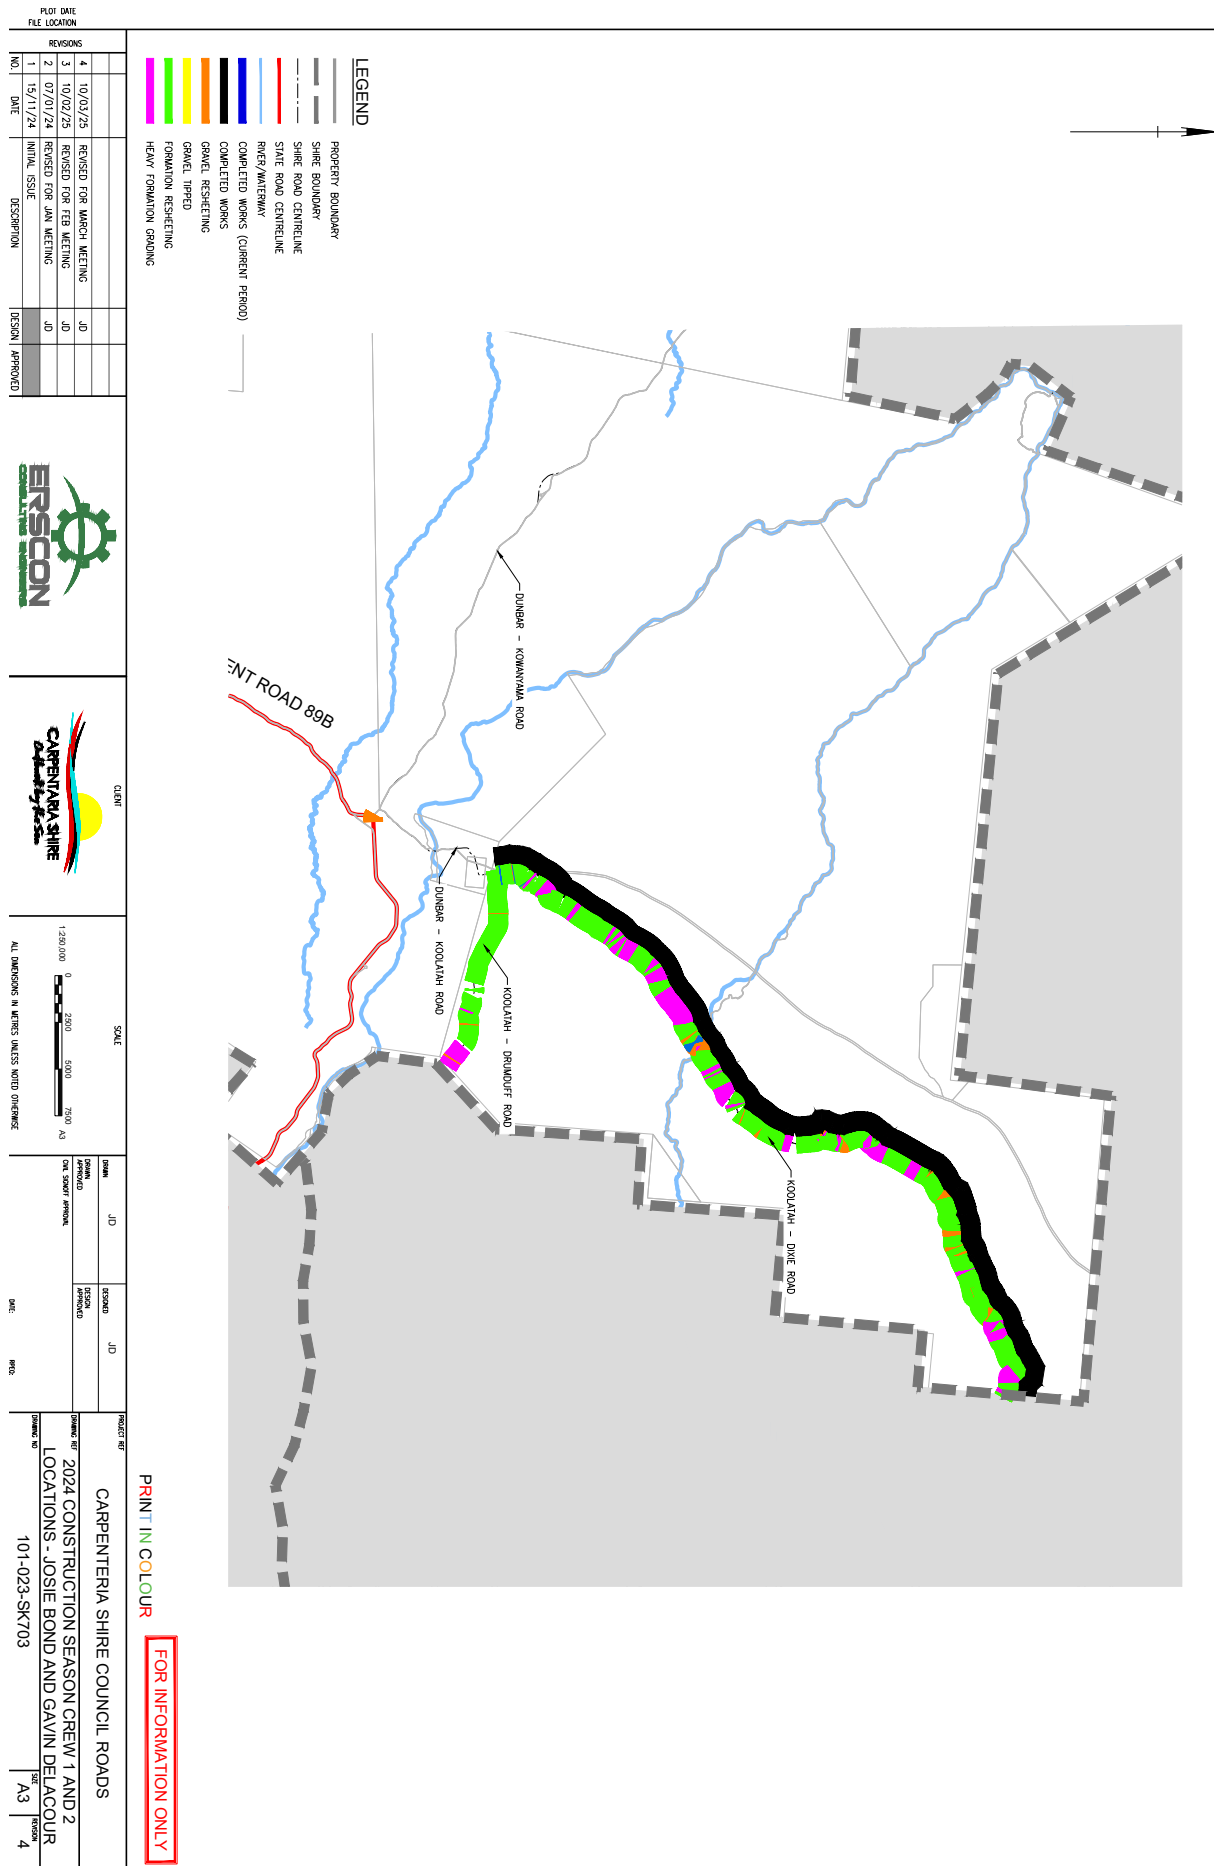 LEGEND
PROPERTY BOUNDARY
SHIRE BOUNDARY
SHIRE ROAD CENTRELINE
STATE ROAD CENTRELINE
RIVER/WATERWAY
COMPLETED WORKS (CURRENT PERIOD)
COMPLETED WORKS
GRAVEL RESHEETING
GRAVEL TIPPED
FORMATION RESHEETING
HEAVY FORMATION GRADING
DUNBAR - KOWANYAMA ROAD
ENT ROAD 89B
DUNBAR - KOOLATAH ROAD
KOOLATAH - DRUMDUFF ROAD
KOOLATAH - DIXIE ROAD
PRINT IN COLOUR
FOR INFORMATION ONLY
PLOT DATE
FILE LOCATION
REVISIONS
4 10/03/25 REVISED FOR MARCH MEETING JD
3 10/02/25 REVISED FOR FEB MEETING JD
2 07/01/24 REVISED FOR JAN MEETING JD
1 15/11/24 INITIAL ISSUE
NO. DATE DESCRIPTION DESIGN APPROVED
ERSCON
CONSULTING ENGINEERS
CLIENT
CARPENTARIA SHIRE
Outback by the Sea
SCALE
1:250,000 0 2500 5000 7500 A3
ALL DIMENSIONS IN METRES UNLESS NOTED OTHERWISE
DRAWN JD
DESIGNED JD
DRAWN APPROVED
DESIGN APPROVED
CIVIL SIGNOFF APPROVAL
DATE:
RPEQ:
PROJECT REF
CARPENTERIA SHIRE COUNCIL ROADS
DRAWING REF
2024 CONSTRUCTION SEASON CREW 1 AND 2
LOCATIONS - JOSIE BOND AND GAVIN DELACOUR
DRAWING NO
101-023-SK703
SIZE
A3
REVISION
4